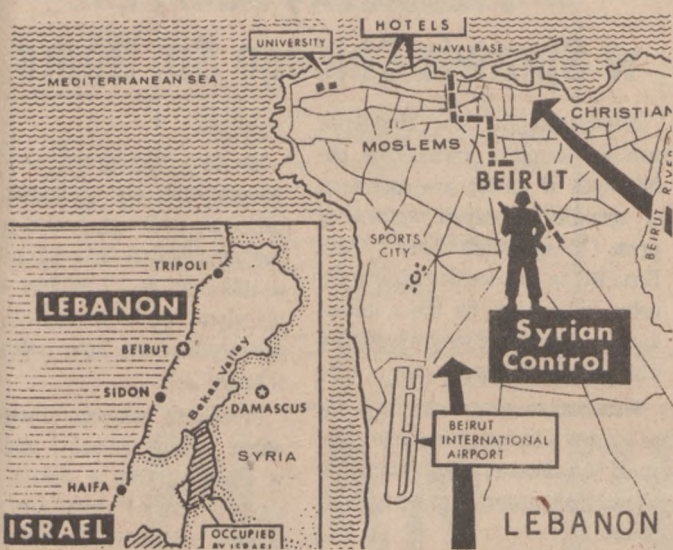 HOTELS
UNIVERSITY
NAVAL BASE
MEDITERRANEAN SEA
CHRISTIAN
MOSLEMS
BEIRUT
BEIRUT RIVER
SPORTS
CITY
Syrian
Control
BEIRUT
INTERNATIONAL
AIRPORT
LEBANON
TRIPOLI
LEBANON
BEIRUT
Bekaa Valley
SIDON
DAMASCUS
SYRIA
HAIFA
ISRAEL
OCCUPIED
BY ISRAEL